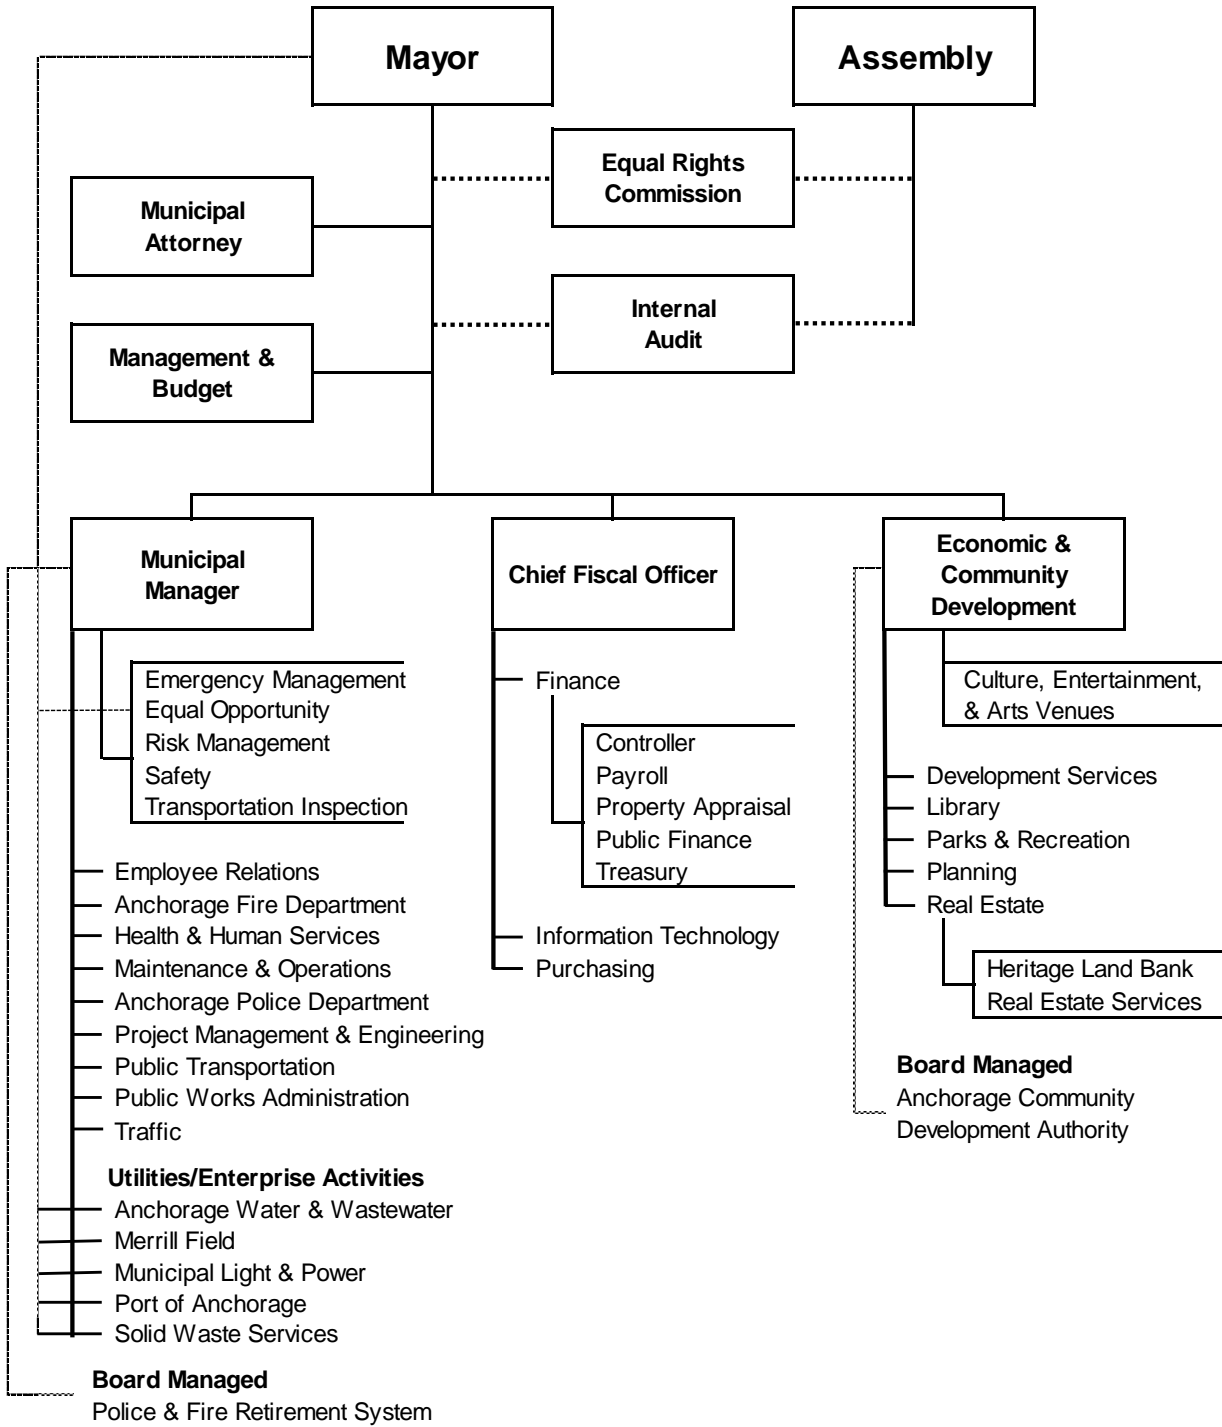 Mayor
Assembly
Equal Rights
Commission
Municipal
Attorney
Internal
Audit
Management &
Budget
Municipal
Manager
Chief Fiscal Officer
Economic &
Community
Development
Emergency Management
Equal Opportunity
Risk Management
Safety
Transportation Inspection
Employee Relations
Anchorage Fire Department
Health & Human Services
Maintenance & Operations
Anchorage Police Department
Project Management & Engineering
Public Transportation
Public Works Administration
Traffic
Utilities/Enterprise Activities
Anchorage Water & Wastewater
Merrill Field
Municipal Light & Power
Port of Anchorage
Solid Waste Services
Board Managed
Police & Fire Retirement System
Finance
Controller
Payroll
Property Appraisal
Public Finance
Treasury
Information Technology
Purchasing
Culture, Entertainment,
& Arts Venues
Development Services
Library
Parks & Recreation
Planning
Real Estate
Heritage Land Bank
Real Estate Services
Board Managed
Anchorage Community
Development Authority